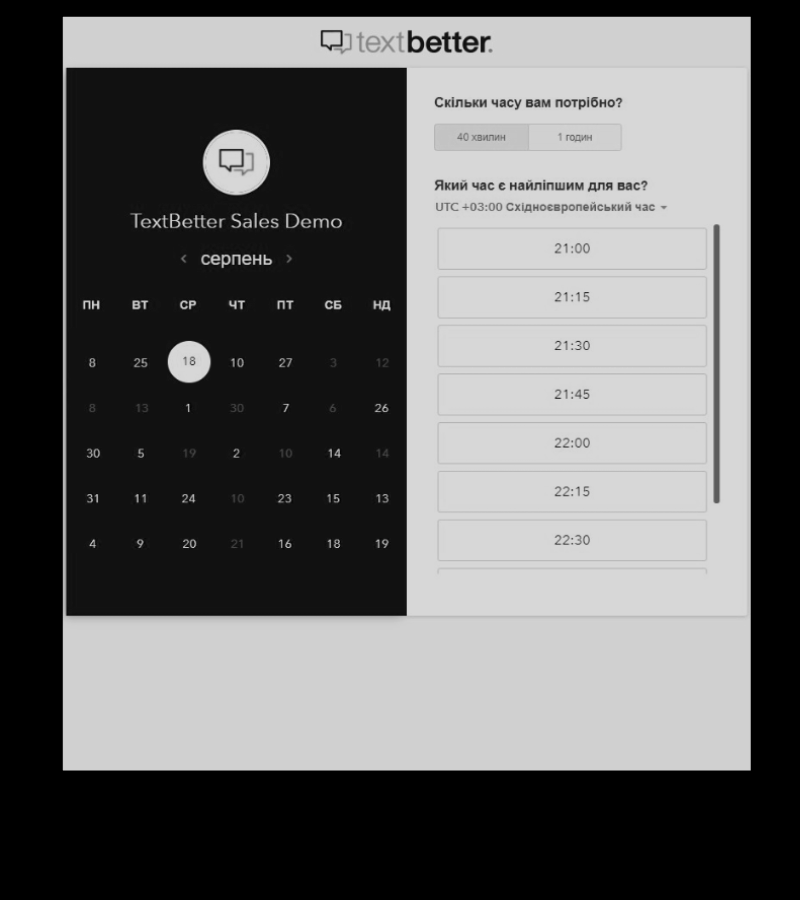 textbetter.
TextBetter Sales Demo
серпень
ПН ВТ СР ЧТ ПТ СБ НД
8 25 18 10 27 3 12
8 13 1 30 7 6 26
30 5 19 2 10 14 14
31 11 24 10 23 15 13
4 9 20 21 16 18 19
Скільки часу вам потрібно?
40 хвилин 1 годин
Який час є найліпшим для вас?
UTC +03:00 Східноєвропейський час
21:00
21:15
21:30
21:45
22:00
22:15
22:30